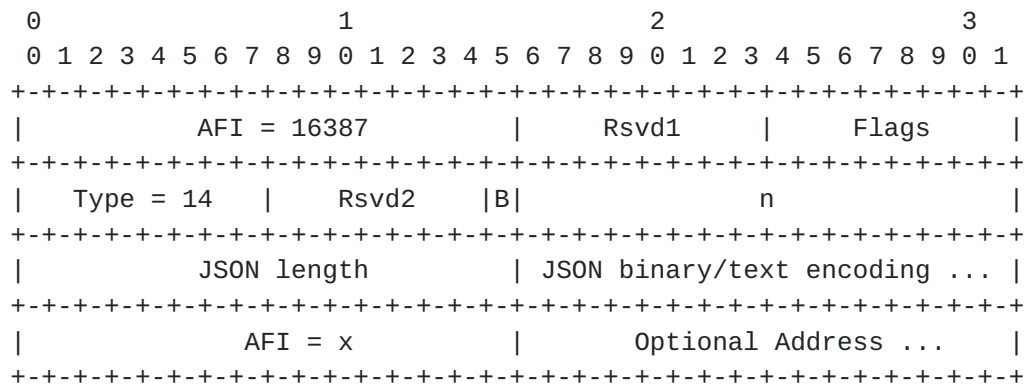 0                   1                   2                   3
 0 1 2 3 4 5 6 7 8 9 0 1 2 3 4 5 6 7 8 9 0 1 2 3 4 5 6 7 8 9 0 1
+-+-+-+-+-+-+-+-+-+-+-+-+-+-+-+-+-+-+-+-+-+-+-+-+-+-+-+-+-+-+-+-+
|           AFI = 16387         |     Rsvd1     |     Flags     |
+-+-+-+-+-+-+-+-+-+-+-+-+-+-+-+-+-+-+-+-+-+-+-+-+-+-+-+-+-+-+-+-+
|   Type = 14   |    Rsvd2    |B|               n               |
+-+-+-+-+-+-+-+-+-+-+-+-+-+-+-+-+-+-+-+-+-+-+-+-+-+-+-+-+-+-+-+-+
|           JSON length         | JSON binary/text encoding ... |
+-+-+-+-+-+-+-+-+-+-+-+-+-+-+-+-+-+-+-+-+-+-+-+-+-+-+-+-+-+-+-+-+
|              AFI = x          |       Optional Address ...    |
+-+-+-+-+-+-+-+-+-+-+-+-+-+-+-+-+-+-+-+-+-+-+-+-+-+-+-+-+-+-+-+-+